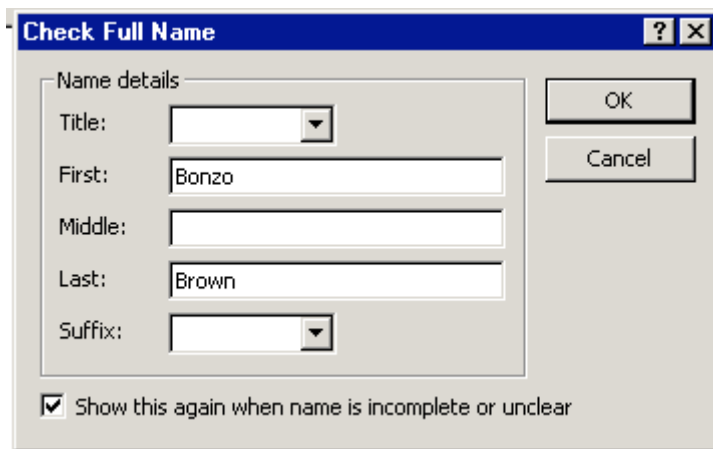 Check Full Name
Name details
Title:
OK
First: Bonzo
Cancel
Middle:
Last: Brown
Suffix:
Show this again when name is incomplete or unclear